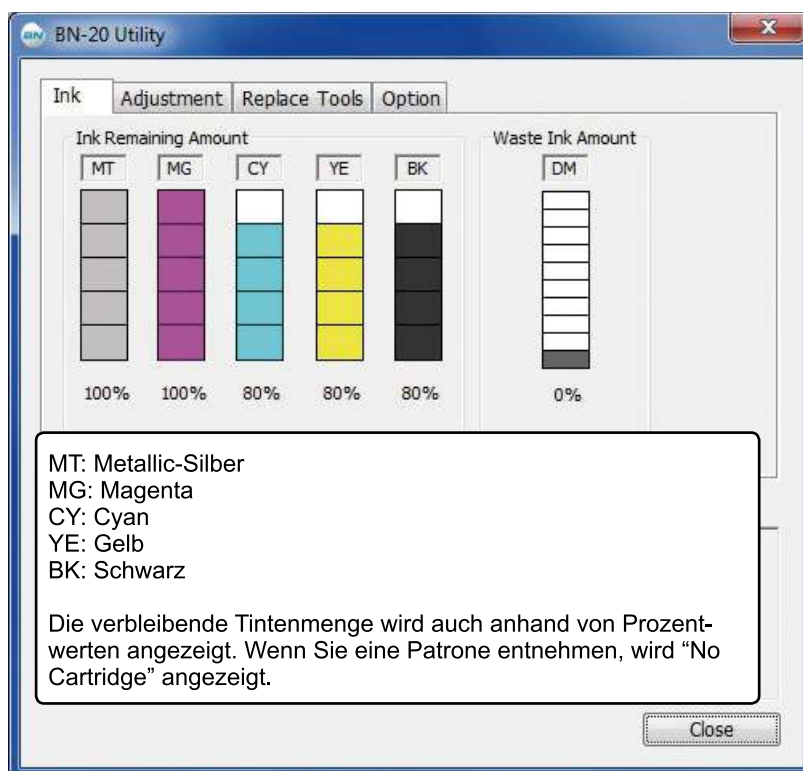 BN-20 Utility
Ink Adjustment Replace Tools Option
Ink Remaining Amount Waste Ink Amount
MT MG CY YE BK DM
100% 100% 80% 80% 80% 0%
MT: Metallic-Silber
MG: Magenta
CY: Cyan
YE: Gelb
BK: Schwarz
Die verbleibende Tintenmenge wird auch anhand von Prozent-
werten angezeigt. Wenn Sie eine Patrone entnehmen, wird “No
Cartridge” angezeigt.
Close